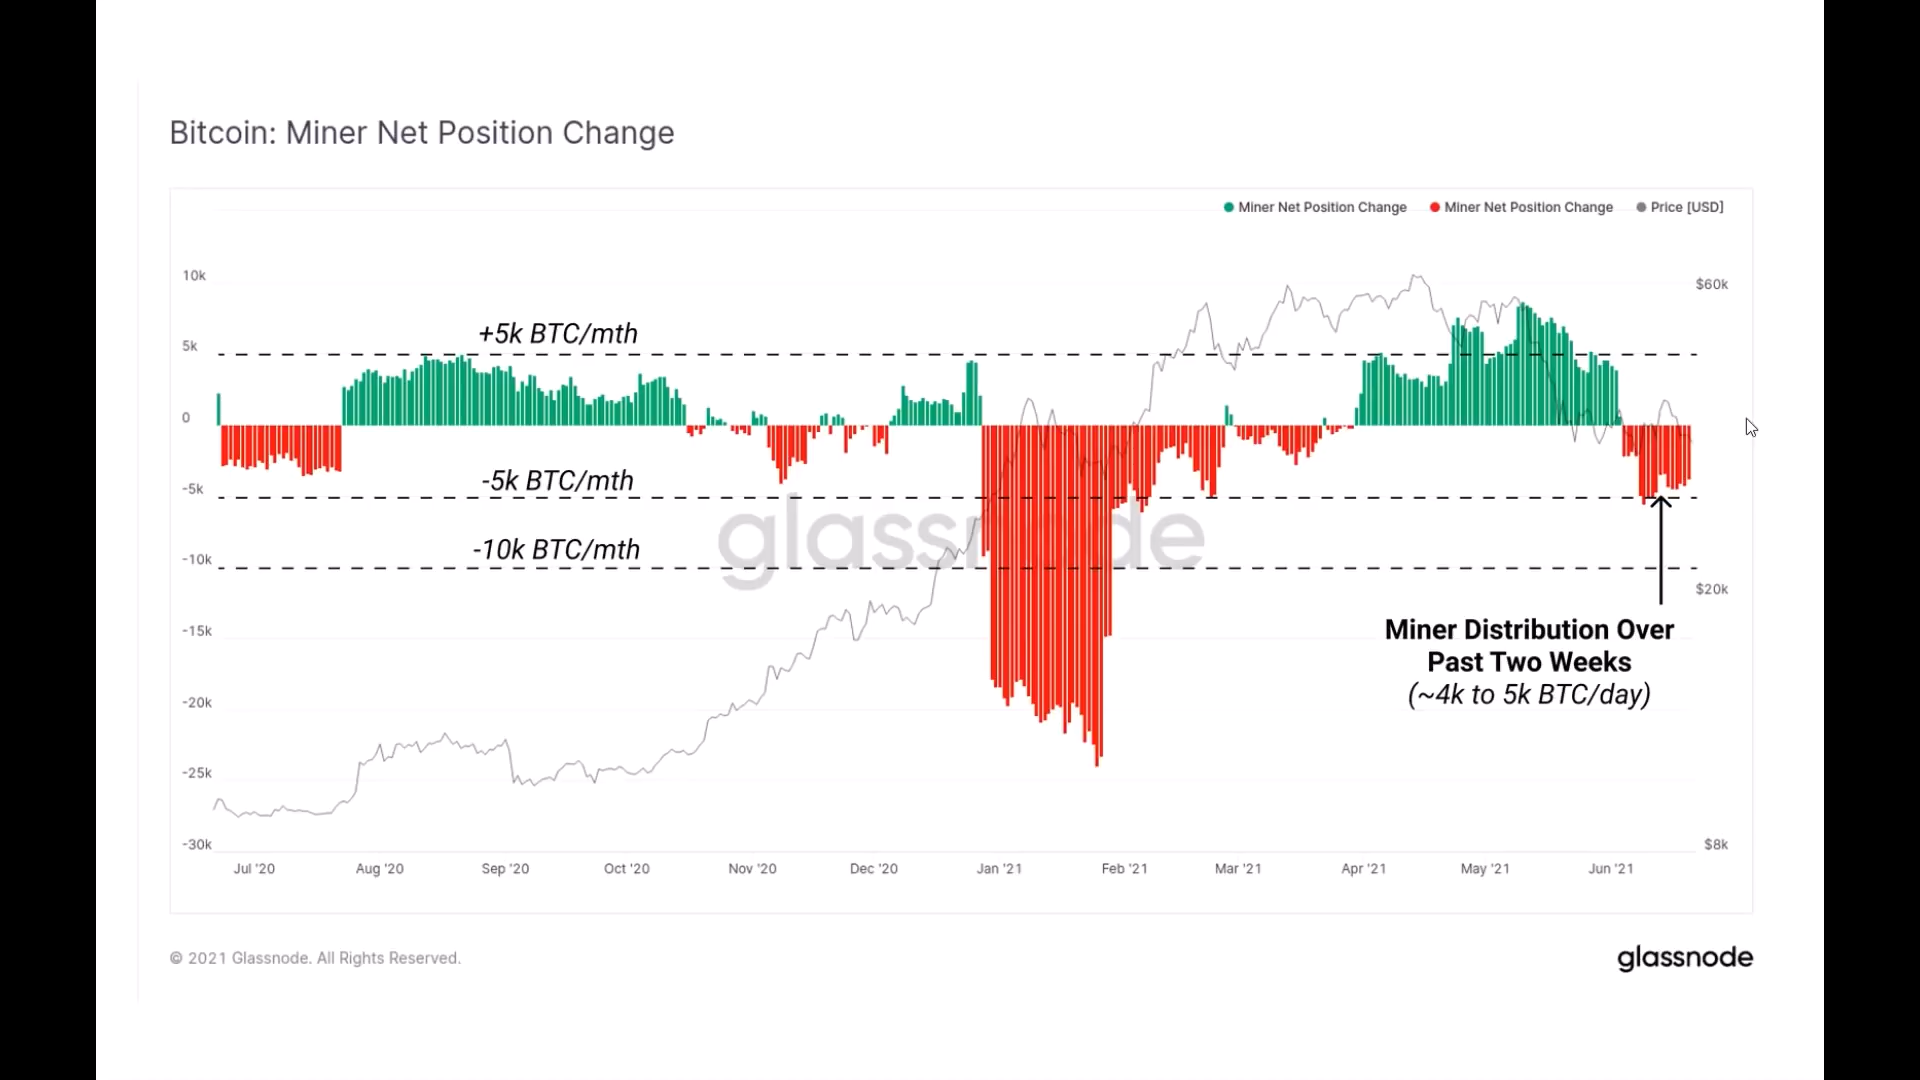 Bitcoin: Miner Net Position Change
Miner Net Position Change Miner Net Position Change Price [USD]
10k
$60k
+5k BTC/mth
5k
0
-5k BTC/mth
-5k
glassnode
-10k BTC/mth
-10k
$20k
-15k
Miner Distribution Over
Past Two Weeks
(~4k to 5k BTC/day)
-20k
-25k
-30k
$8k
Jul '20 Aug '20 Sep '20 Oct '20 Nov '20 Dec '20 Jan '21 Feb '21 Mar '21 Apr '21 May '21 Jun '21
© 2021 Glassnode. All Rights Reserved.
glassnode